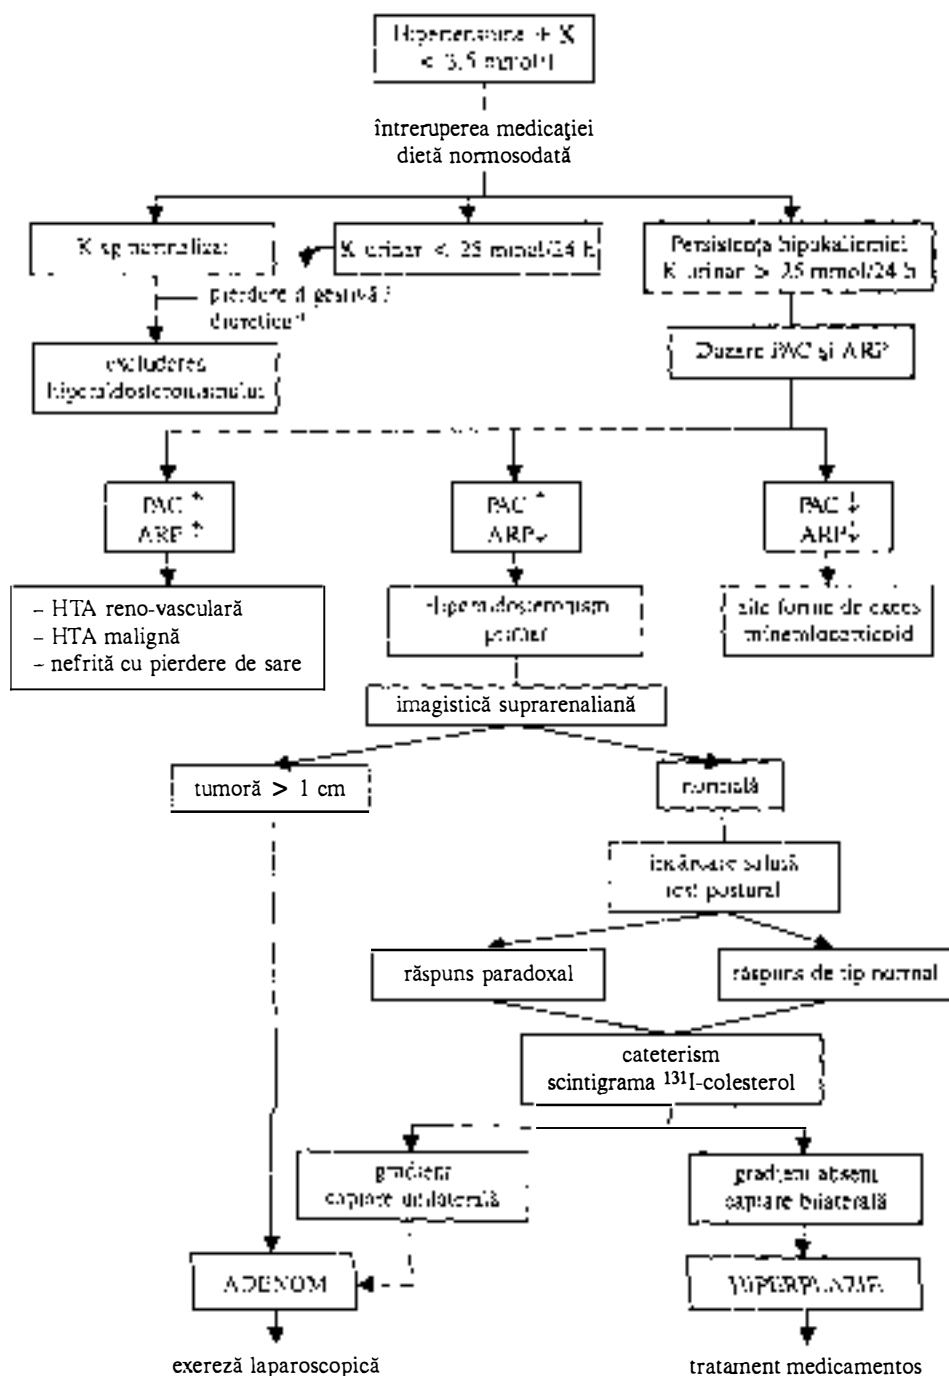 Hipertensiune + K
< 3.5 mmol/l
întreruperea medicaţiei
dietă normosodată
K sg normalizat
K urinar < 25 mmol/24 h
Persistenţa hipokaliemiei
K urinar > 25 mmol/24 h
pierdere digestivă?
diuretice?
excluderea
hiperaldosteronismului
Dozare PAC şi ARP
PAC ↑
ARP ↑
PAC ↑
ARP ↓
PAC ↓
ARP ↓
– HTA reno-vasculară
– HTA malignă
– nefrită cu pierdere de sare
Hiperaldosteronism
primar
alte forme de exces
mineralocorticoid
imagistică suprarenaliană
tumoră > 1 cm
normală
încărcare salusă
test postural
răspuns paradoxal
răspuns de tip normal
cateterism
scintigrama ¹³¹I-colesterol
gradient
captare unilaterală
gradient absent
captare bilaterală
ADENOM
HIPERPLAZIE
exereză laparoscopică
tratament medicamentos